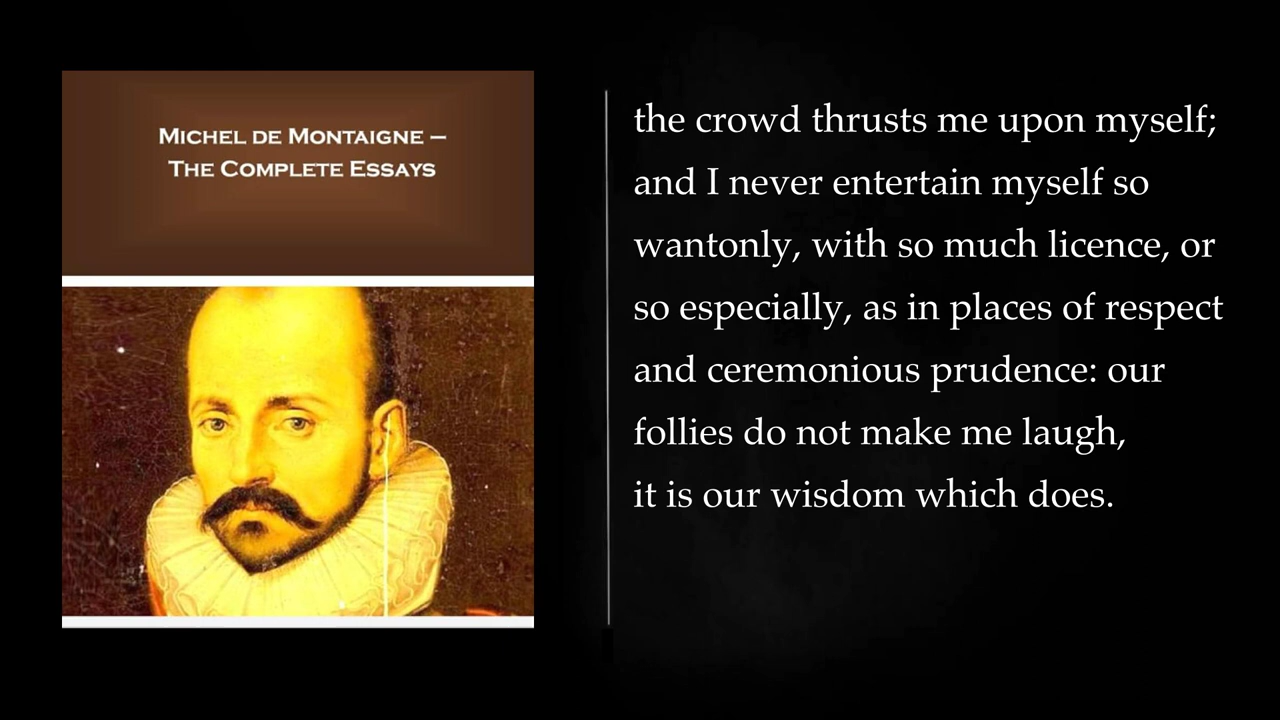 MICHEL DE MONTAIGNE –
THE COMPLETE ESSAYS
the crowd thrusts me upon myself;
and I never entertain myself so
wantonly, with so much licence, or
so especially, as in places of respect
and ceremonious prudence: our
follies do not make me laugh,
it is our wisdom which does.